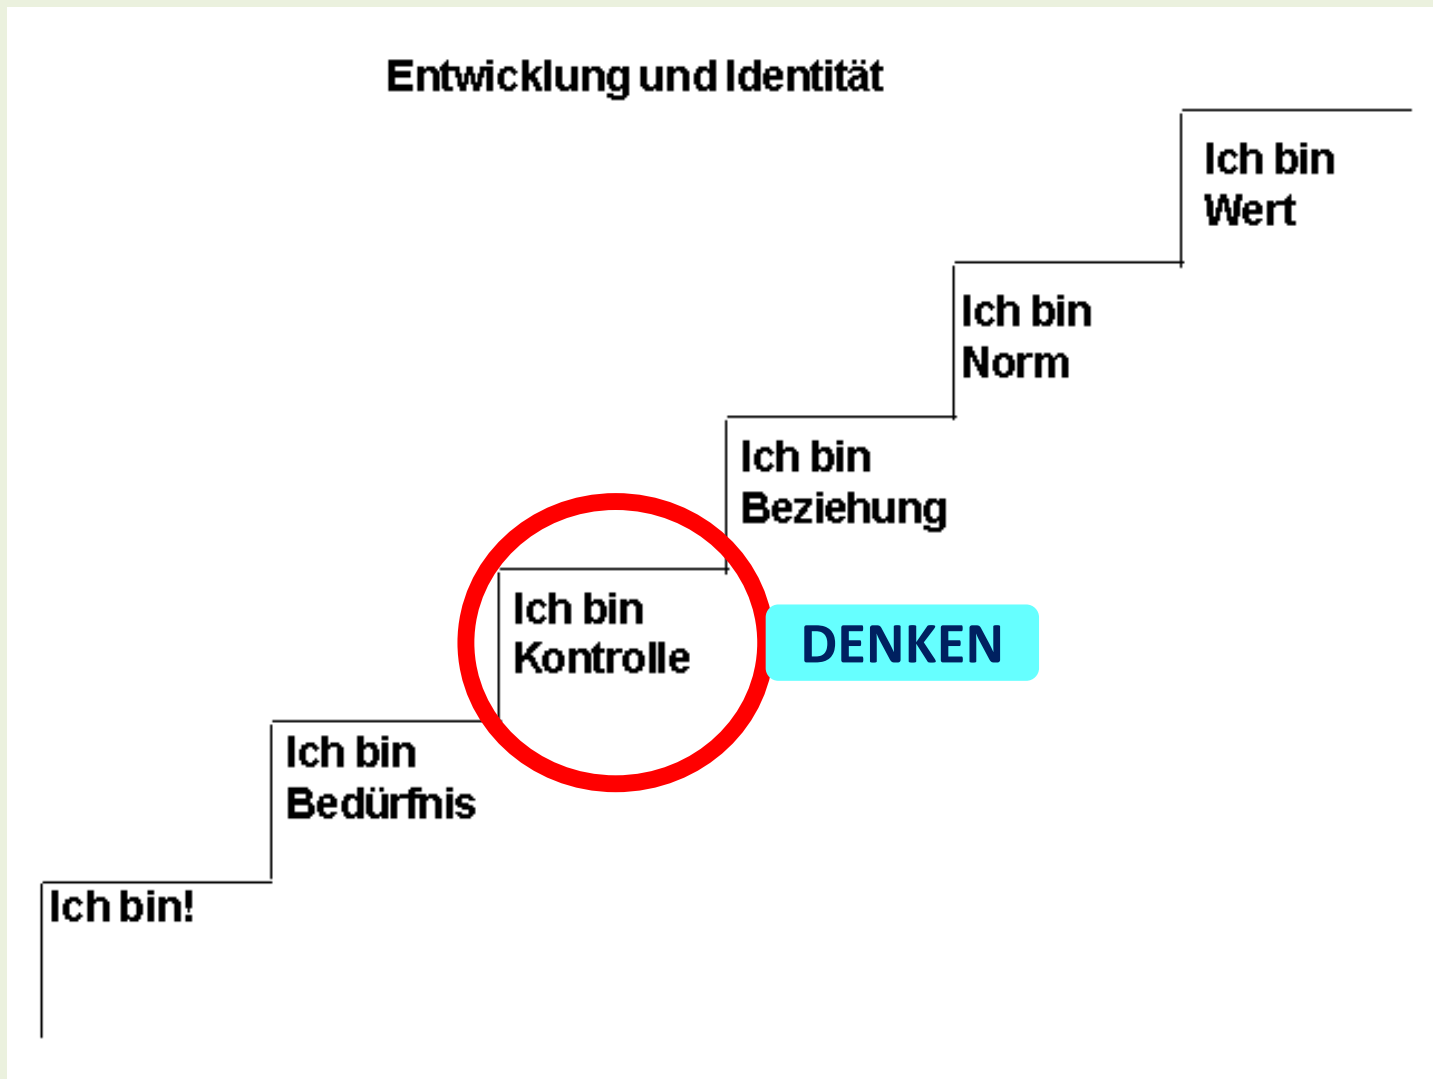 Entwicklung und Identität
Ich bin
Wert
Ich bin
Norm
Ich bin
Beziehung
Ich bin
Kontrolle
DENKEN
Ich bin
Bedürfnis
Ich bin!